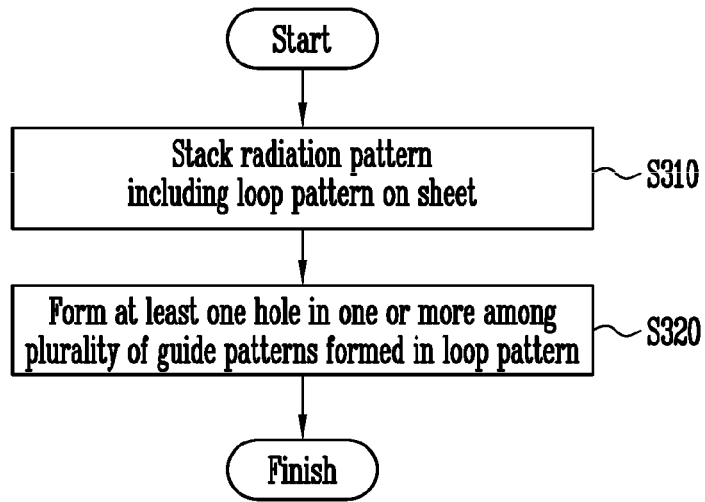 Start
Stack radiation pattern
including loop pattern on sheet
S310
Form at least one hole in one or more among
plurality of guide patterns formed in loop pattern
S320
Finish